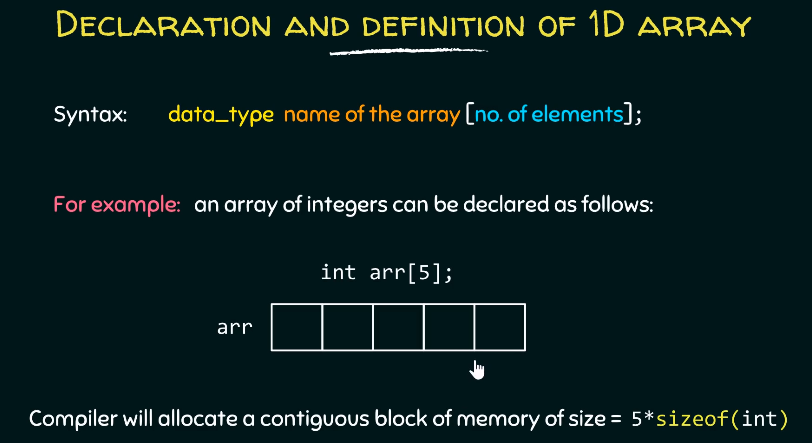 DECLARATION AND DEFINITION OF 1D ARRAY
Syntax: data_type name of the array [no. of elements];
For example: an array of integers can be declared as follows:
int arr[5];
arr
Compiler will allocate a contiguous block of memory of size = 5*sizeof(int)